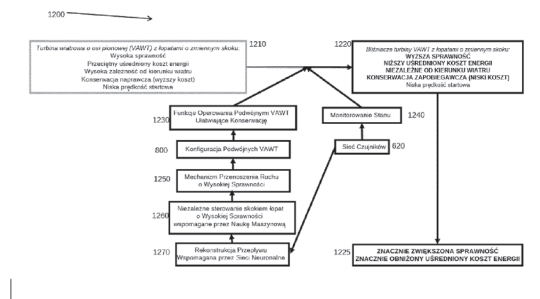 1200
1210
Turbina wiatrowa o osi pionowej (VAWT) z łopatami o zmiennym skoku:
Wysoka sprawność
Przeciętny uśredniony koszt energii
Wysoka zależność od kierunku wiatru
Konserwacja naprawcza (wyższy koszt)
Niska prędkość startowa
1220
Bliźniacze turbiny VAWT z łopatami o zmiennym skoku:
WYŻSZA SPRAWNOŚĆ
NIŻSZY UŚREDNIONY KOSZT ENERGII
NIEZALEŻNE OD KIERUNKU WIATRU
KONSERWACJA ZAPOBIEGAWCZA (NISKI KOSZT)
Niska prędkość startowa
1230
Funkcje Operowania Podwójnym VAWT
Ułatwiające Konserwację
Monitorowanie Stanu
1240
800
Konfiguracja Podwójnych VAWT
Sieć Czujników
620
1250
Mechanizm Przenoszenia Ruchu
o Wysokiej Sprawności
1260
Niezależne sterowanie skokiem łopat
o Wysokiej Sprawności
wspomagane przez Naukę Maszynową
1270
Rekonstrukcja Przepływu
Wspomagana przez Sieci Neuronalne
1225
ZNACZNIE ZWIĘKSZONA SPRAWNOŚĆ
ZNACZNIE OBNIŻONY UŚREDNIONY KOSZT ENERGII